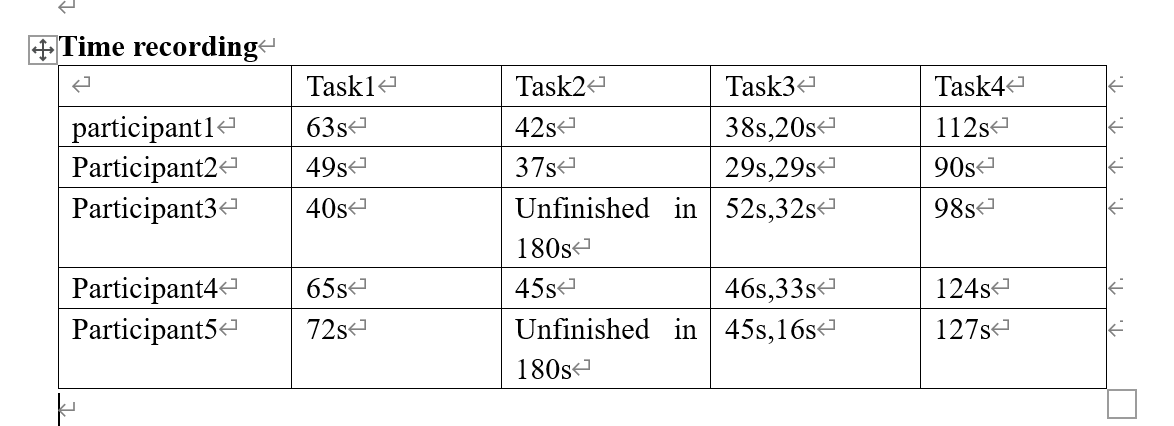 Time recording
Task1 Task2 Task3 Task4
participant1 63s 42s 38s,20s 112s
Participant2 49s 37s 29s,29s 90s
Participant3 40s Unfinished in 52s,32s 98s
180s
Participant4 65s 45s 46s,33s 124s
Participant5 72s Unfinished in 45s,16s 127s
180s